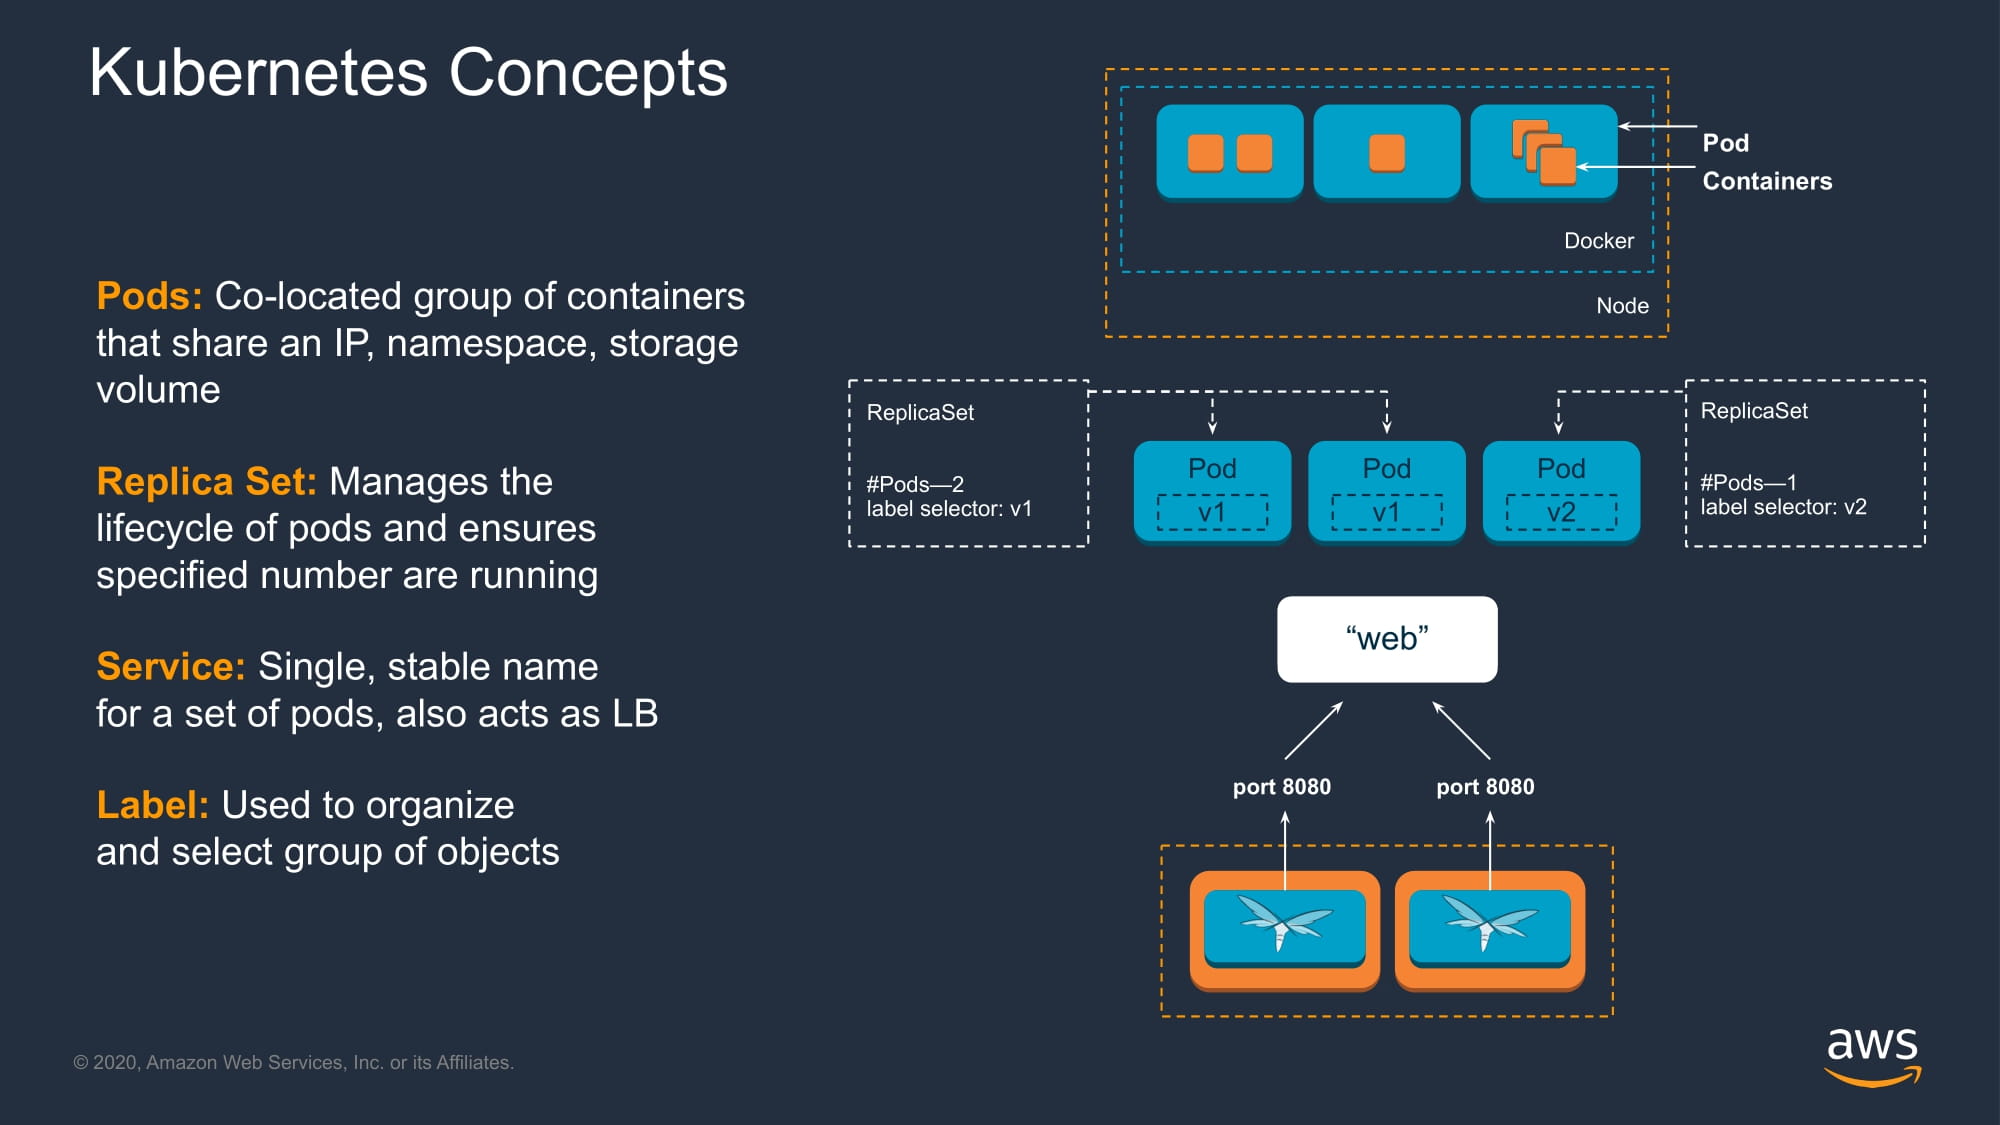 Kubernetes Concepts
Pods: Co-located group of containers
that share an IP, namespace, storage
volume
Replica Set: Manages the
lifecycle of pods and ensures
specified number are running
Service: Single, stable name
for a set of pods, also acts as LB
Label: Used to organize
and select group of objects
Pod
Containers
Docker
Node
ReplicaSet
#Pods—2
label selector: v1
Pod
v1
Pod
v1
Pod
v2
ReplicaSet
#Pods—1
label selector: v2
“web”
port 8080
port 8080
© 2020, Amazon Web Services, Inc. or its Affiliates.
aws